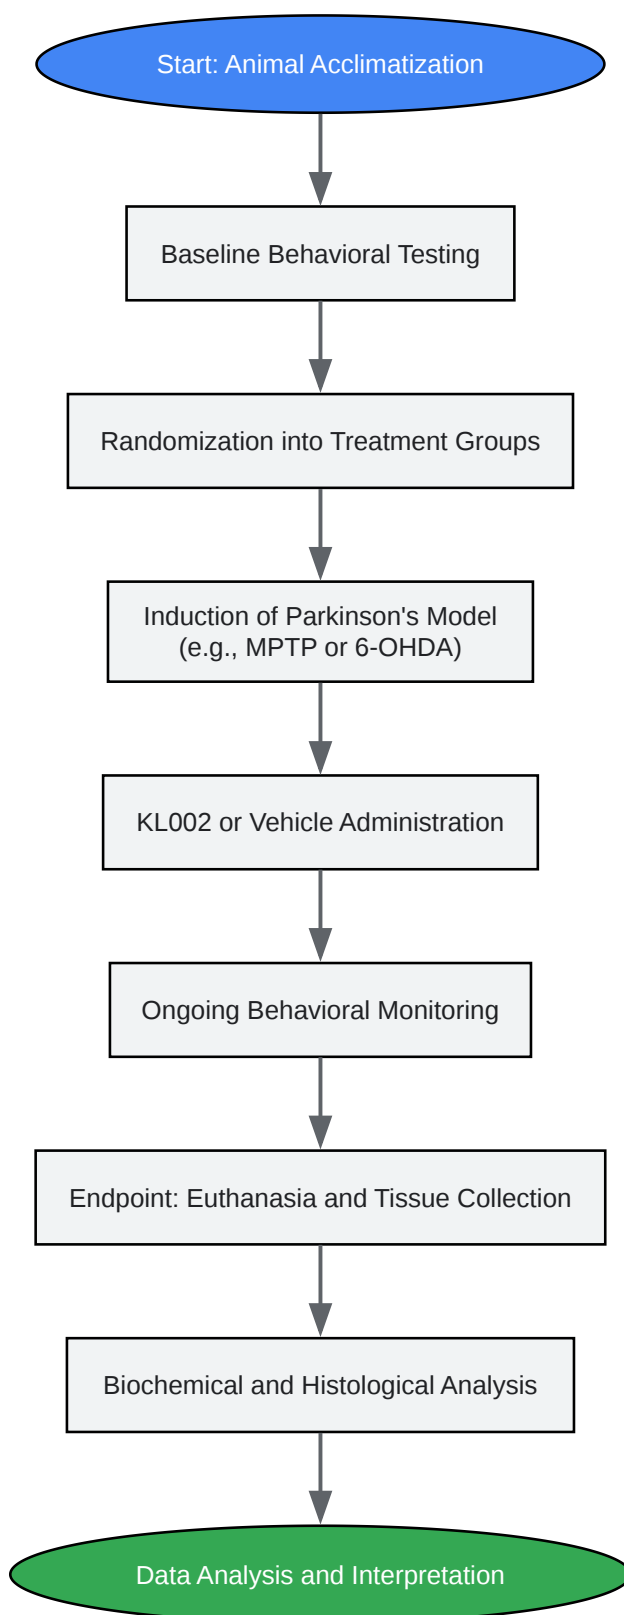 Start: Animal Acclimatization
Baseline Behavioral Testing
Randomization into Treatment Groups
Induction of Parkinson's Model
(e.g., MPTP or 6-OHDA)
KL002 or Vehicle Administration
Ongoing Behavioral Monitoring
Endpoint: Euthanasia and Tissue Collection
Biochemical and Histological Analysis
Data Analysis and Interpretation